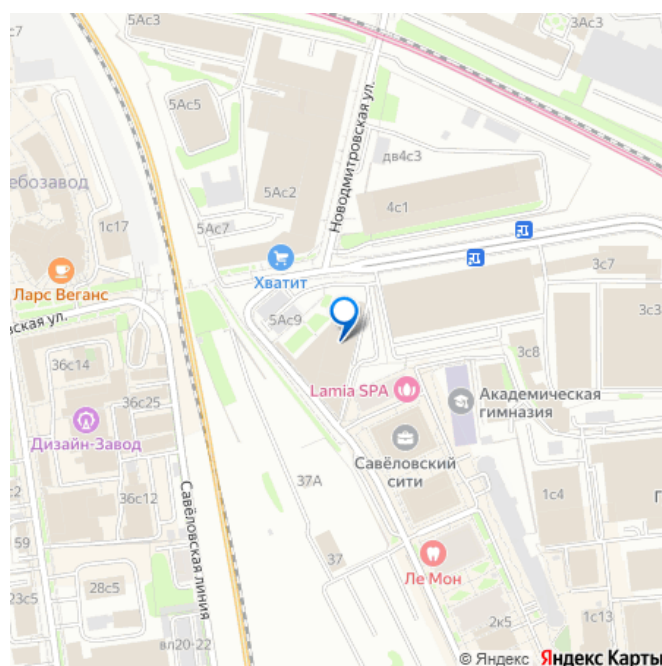 с7
5Ас3
3Ас3
5Ас5
Новодмитровская ул.
дв4с3
ебозавод
5Ас2
4с1
1с17
5Ас7
Хватит
3с7
Ларс Веганс
вская ул.
5Ас9
3с3
36с14
3с8
Lamia SPA
Академическая
гимназия
36с25
Дизайн-Завод
Савёловский
сити
37А
36с12
1с4
П
Савёловская линия
59
37
Ле Мон
28с5
23с5
2к5
1с13
вл20-22
© Яндекс Яндекс Карты